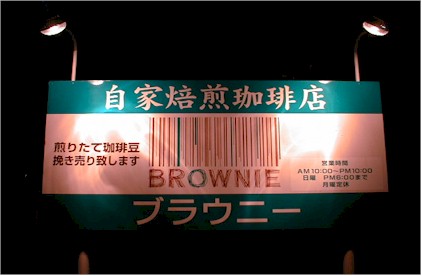 自家焙煎珈琲店
煎りたて珈琲豆
挽き売り致します
BROWNIE
営業時間
AM10:00~PM10:00
日曜 PM6:00まで
月曜定休
ブラウニー